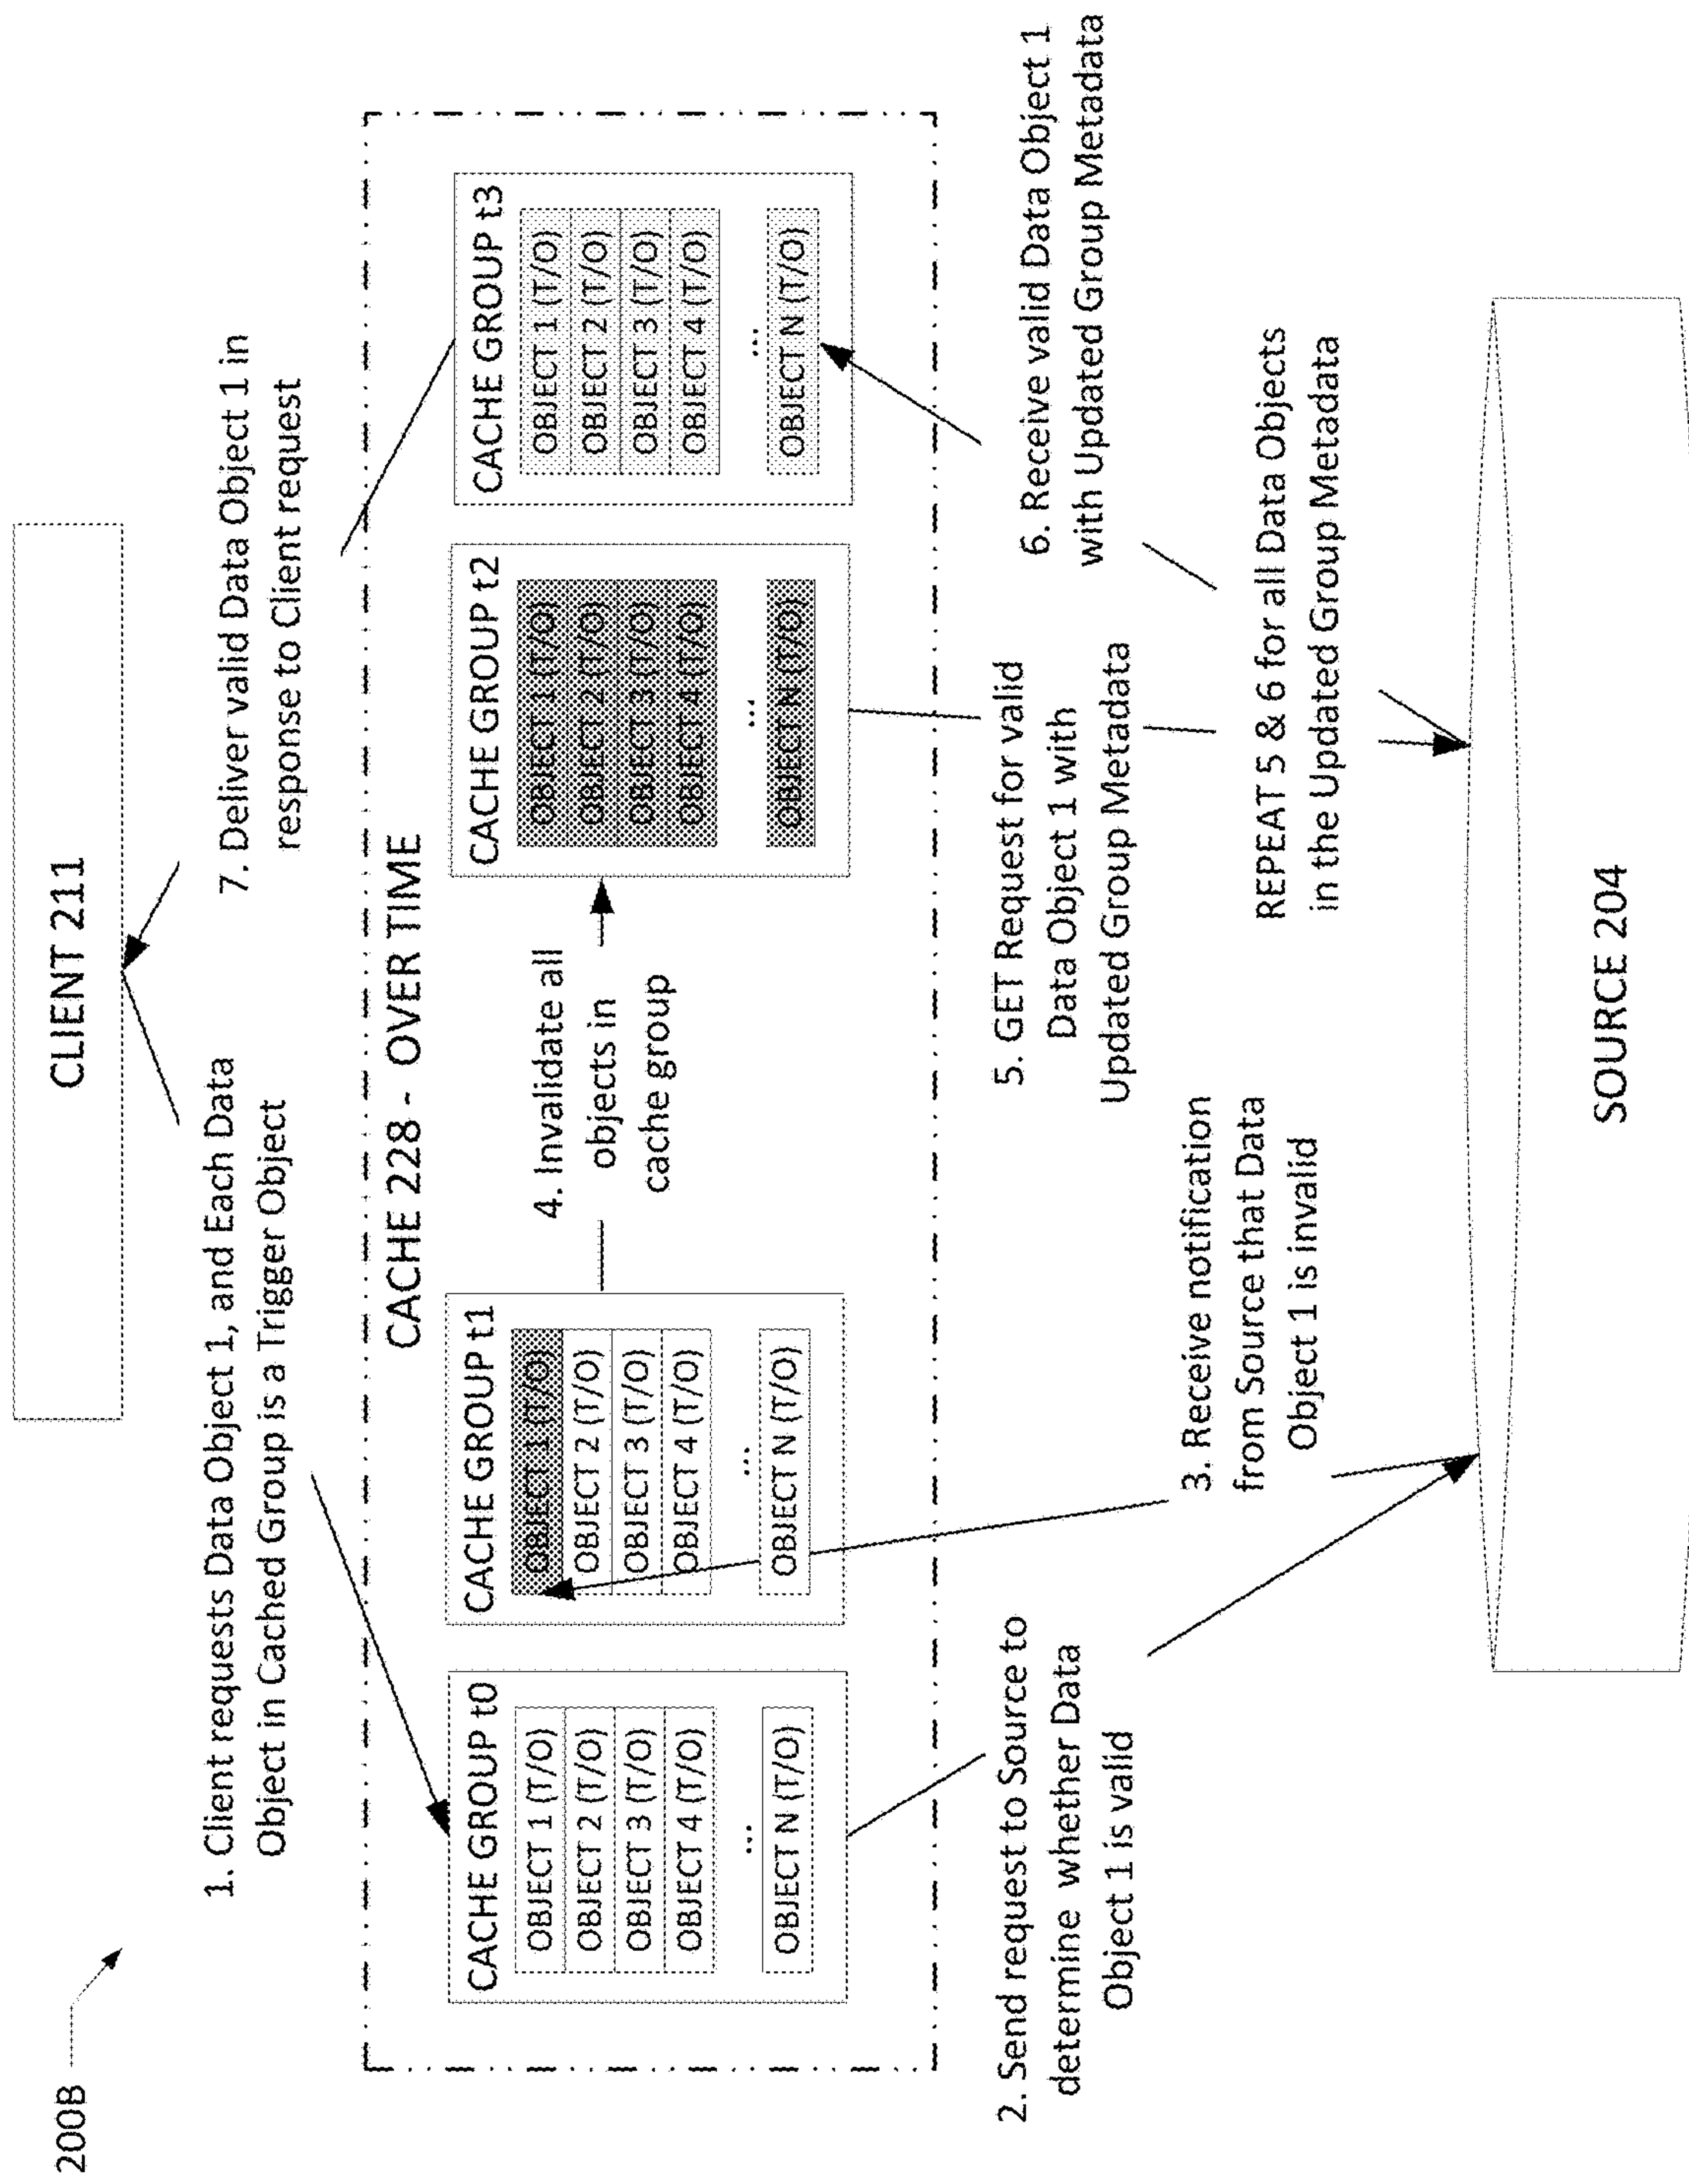 200B
CLIENT 211
1. Client requests Data Object 1, and Each Data
Object in Cached Group is a Trigger Object
7. Deliver valid Data Object 1 in
response to Client request
CACHE 228 - OVER TIME
CACHE GROUP t0
OBJECT 1 (T/O)
OBJECT 2 (T/O)
OBJECT 3 (T/O)
OBJECT 4 (T/O)
...
OBJECT N (T/O)
CACHE GROUP t1
OBJECT 1 (T/O)
OBJECT 2 (T/O)
OBJECT 3 (T/O)
OBJECT 4 (T/O)
...
OBJECT N (T/O)
4. Invalidate all
objects in
cache group
CACHE GROUP t2
OBJECT 1 (T/O)
OBJECT 2 (T/O)
OBJECT 3 (T/O)
OBJECT 4 (T/O)
...
OBJECT N (T/O)
CACHE GROUP t3
OBJECT 1 (T/O)
OBJECT 2 (T/O)
OBJECT 3 (T/O)
OBJECT 4 (T/O)
...
OBJECT N (T/O)
2. Send request to Source to
determine whether Data
Object 1 is valid
3. Receive notification
from Source that Data
Object 1 is invalid
5. GET Request for valid
Data Object 1 with
Updated Group Metadata
6. Receive valid Data Object 1
with Updated Group Metadata
REPEAT 5 & 6 for all Data Objects
in the Updated Group Metadata
SOURCE 204